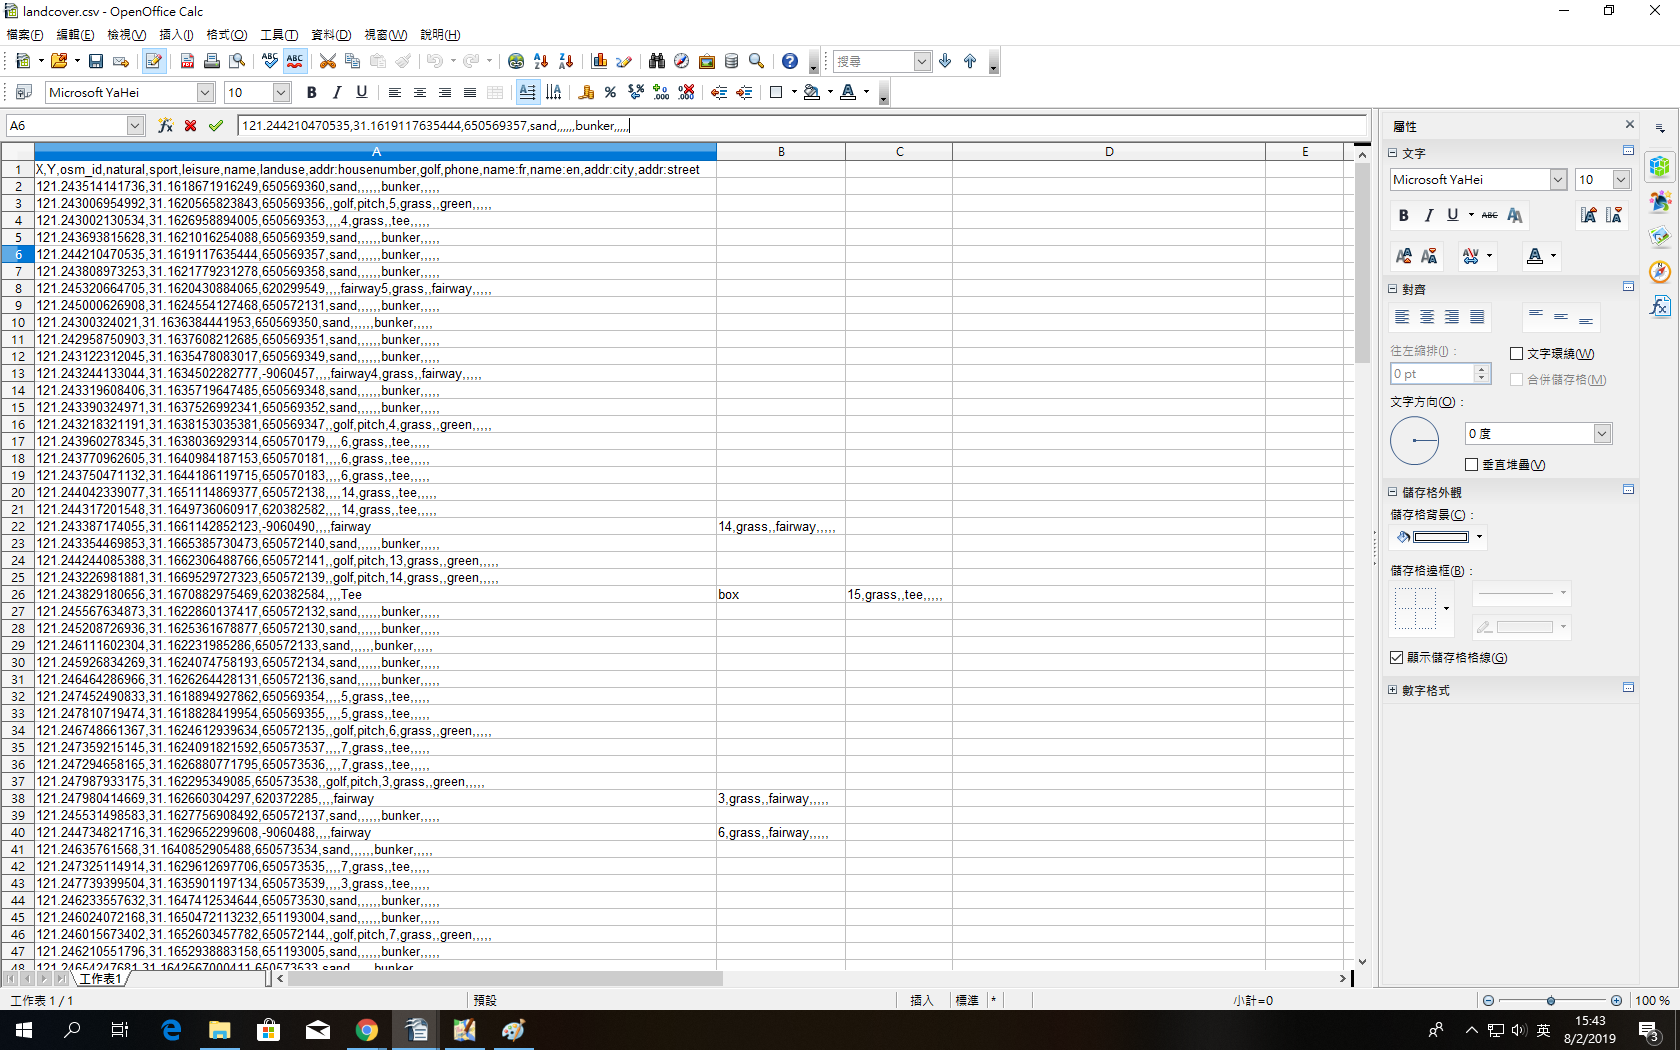 landcover.csv - OpenOffice Calc
檔案(F) 編輯(E) 檢視(V) 插入(I) 格式(O) 工具(T) 資料(D) 視窗(W) 說明(H)
搜尋
Microsoft YaHei 10
A6 121.244210470535,31.1619117635444,650569357,sand,,,,,,bunker,,,,,
A B C D E
1 X,Y,osm_id,natural,sport,leisure,name,landuse,addr:housenumber,golf,phone,name:fr,name:en,addr:city,addr:street
2 121.243514141736,31.1618671916249,650569360,sand,,,,,,bunker,,,,,
3 121.243006954992,31.1620565823843,650569356,,golf,pitch,5,grass,,green,,,,,
4 121.243002130534,31.1626958894005,650569353,,,,4,grass,,tee,,,,,
5 121.243693815628,31.1621016254088,650569359,sand,,,,,,bunker,,,,,
6 121.244210470535,31.1619117635444,650569357,sand,,,,,,bunker,,,,,
7 121.243808973253,31.1621779231278,650569358,sand,,,,,,bunker,,,,,
8 121.245320664705,31.1620430884065,620299549,,,,fairway5,grass,,fairway,,,,,
9 121.245000626908,31.1624554127468,650572131,sand,,,,,,bunker,,,,,
10 121.24300324021,31.1636384441953,650569350,sand,,,,,,bunker,,,,,
11 121.242958750903,31.1637608212685,650569351,sand,,,,,,bunker,,,,,
12 121.243122312045,31.1635478083017,650569349,sand,,,,,,bunker,,,,,
13 121.243244133044,31.1634502282777,-9060457,,,,fairway4,grass,,fairway,,,,,
14 121.243319608406,31.1635719647485,650569348,sand,,,,,,bunker,,,,,
15 121.243390324971,31.1637526992341,650569352,sand,,,,,,bunker,,,,,
16 121.243218321191,31.1638153035381,650569347,,golf,pitch,4,grass,,green,,,,,
17 121.243960278345,31.1638036929314,650570179,,,,6,grass,,tee,,,,,
18 121.243770962605,31.1640984187153,650570181,,,,6,grass,,tee,,,,,
19 121.243750471132,31.1644186119715,650570183,,,,6,grass,,tee,,,,,
20 121.244042339077,31.1651114869377,650572138,,,,14,grass,,tee,,,,,
21 121.244317201548,31.1649736060917,620382582,,,,14,grass,,tee,,,,,
22 121.243387174055,31.1661142852123,-9060490,,,,fairway 14,grass,,fairway,,,,,
23 121.243354469853,31.1665385730473,650572140,sand,,,,,,bunker,,,,,
24 121.244244085388,31.1662306488766,650572141,,golf,pitch,13,grass,,green,,,,,
25 121.243226981881,31.1669529727323,650572139,,golf,pitch,14,grass,,green,,,,,
26 121.243829180656,31.1670882975469,620382584,,,,Tee box 15,grass,,tee,,,,,
27 121.245567634873,31.1622860137417,650572132,sand,,,,,,bunker,,,,,
28 121.245208726936,31.1625361678877,650572130,sand,,,,,,bunker,,,,,
29 121.246111602304,31.162231985286,650572133,sand,,,,,,bunker,,,,,
30 121.245926834269,31.1624074758193,650572134,sand,,,,,,bunker,,,,,
31 121.246464286966,31.1626264428131,650572136,sand,,,,,,bunker,,,,,
32 121.247452490833,31.1618894927862,650569354,,,,5,grass,,tee,,,,,
33 121.247810719474,31.1618828419954,650569355,,,,5,grass,,tee,,,,,
34 121.246748661367,31.1624612939634,650572135,,golf,pitch,6,grass,,green,,,,,
35 121.247359215145,31.1624091821592,650573537,,,,7,grass,,tee,,,,,
36 121.247294658165,31.1626880771795,650573536,,,,7,grass,,tee,,,,,
37 121.247987933175,31.162295349085,650573538,,golf,pitch,3,grass,,green,,,,,
38 121.247980414669,31.162660304297,620372285,,,,fairway 3,grass,,fairway,,,,,
39 121.245531498583,31.1627756908492,650572137,sand,,,,,,bunker,,,,,
40 121.244734821716,31.1629652299608,-9060488,,,,fairway 6,grass,,fairway,,,,,
41 121.24635761568,31.1640852905488,650573534,sand,,,,,,bunker,,,,,
42 121.247325114914,31.1629612697706,650573535,,,,7,grass,,tee,,,,,
43 121.247739399504,31.1635901197134,650573539,,,,3,grass,,tee,,,,,
44 121.246233557632,31.1647412534644,650573530,sand,,,,,,bunker,,,,,
45 121.246024072168,31.1650472113232,651193004,sand,,,,,,bunker,,,,,
46 121.246015673402,31.1652603457782,650572144,,golf,pitch,7,grass,,green,,,,,
47 121.246210551796,31.1652938883158,651193005,sand,,,,,,bunker,,,,,
48 121.24654247681,31.1642567000411,650573533,sand,,,,,,bunker,,,,,
工作表1
工作表 1 / 1 預設 插入 標準 * 小計=0 100 %
屬性
文字
Microsoft YaHei 10
對齊
往左縮排(I) :
0 pt
文字環繞(W)
合併儲存格(M)
文字方向(O) :
0 度
垂直堆疊(V)
儲存格外觀
儲存格背景(C) :
儲存格邊框(B) :
顯示儲存格格線(G)
數字格式
英
15:43
8/2/2019
3